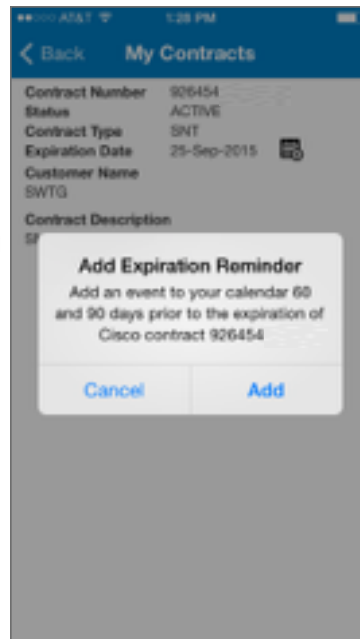 AT&T 1:28 PM
Back My Contracts
Contract Number 926454
Status ACTIVE
Contract Type SNT
Expiration Date 25-Sep-2015
Customer Name
SWTG
Contract Description
Add Expiration Reminder
Add an event to your calendar 60
and 90 days prior to the expiration of
Cisco contract 926454
Cancel Add